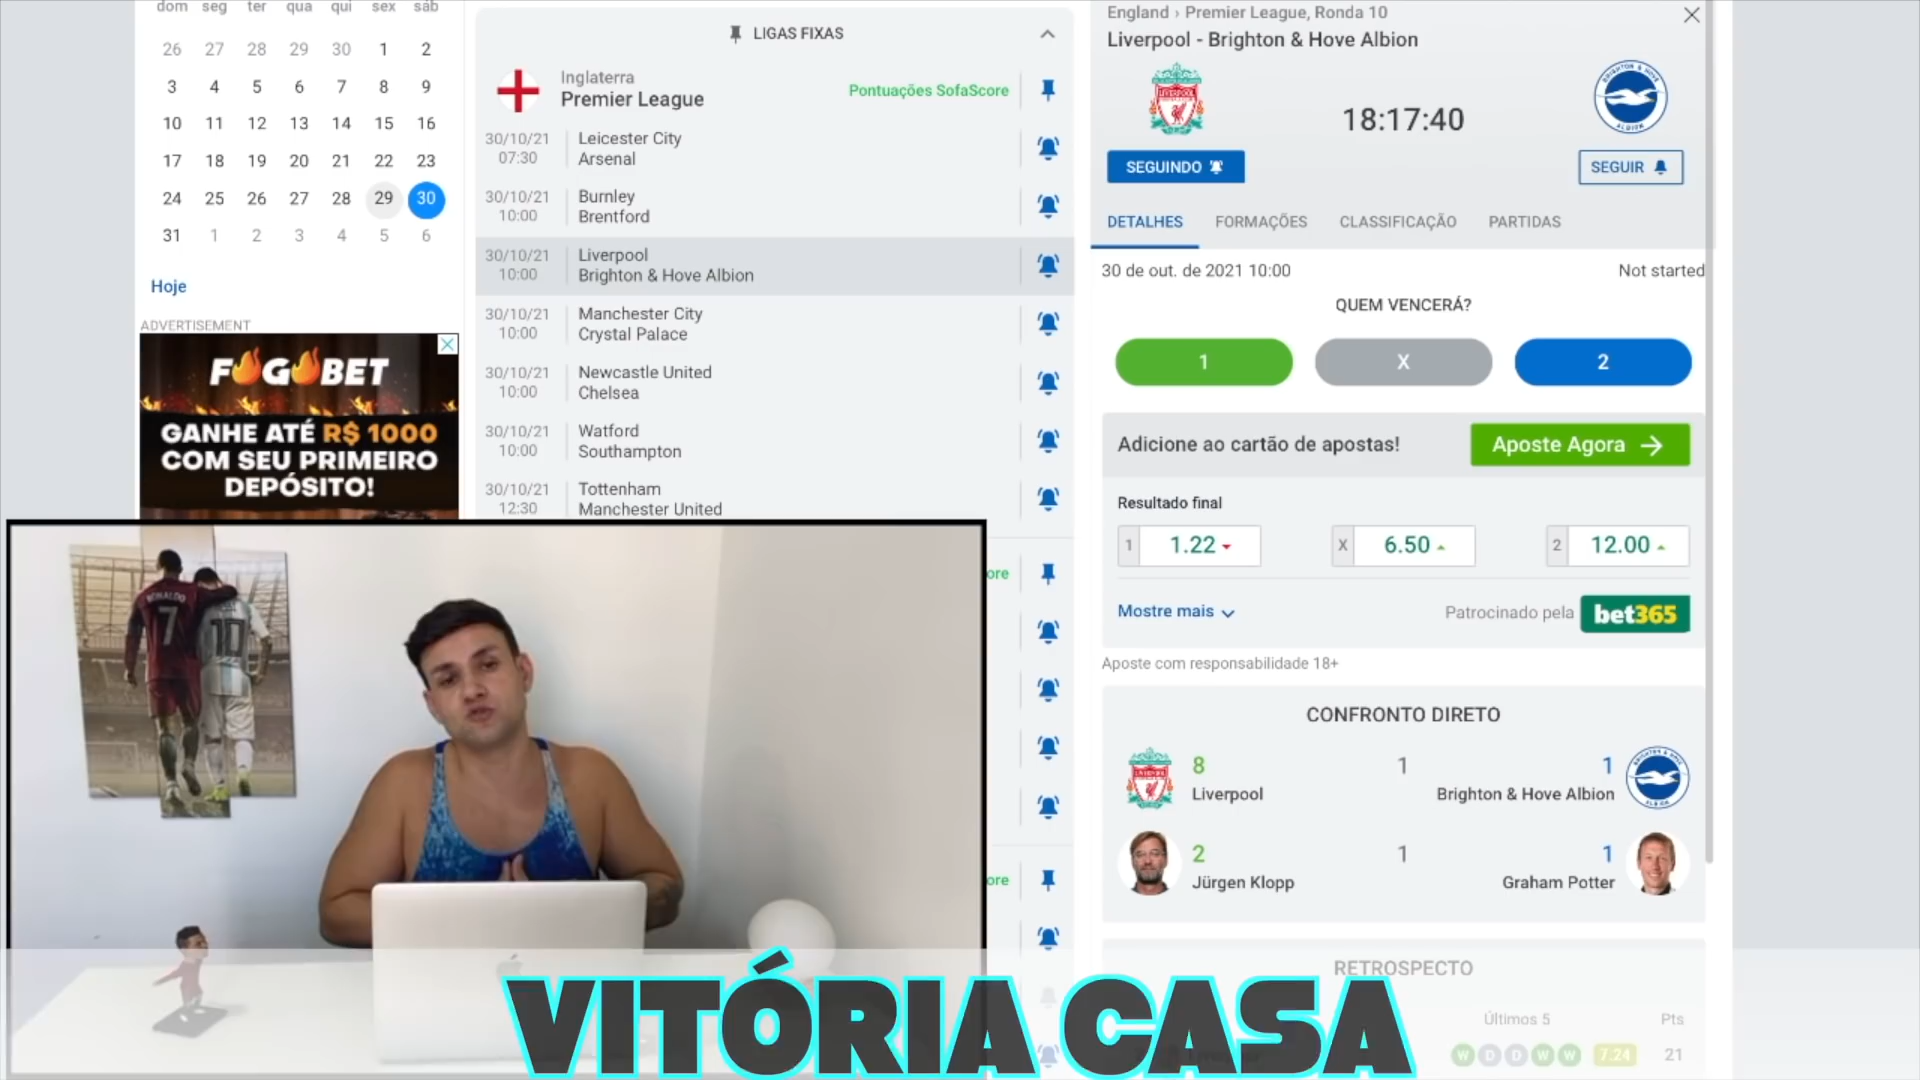 dom seg ter qua qui sex sáb
26 27 28 29 30 1 2
3 4 5 6 7 8 9
10 11 12 13 14 15 16
17 18 19 20 21 22 23
24 25 26 27 28 29 30
31 1 2 3 4 5 6
Hoje
ADVERTISEMENT
FOGOBET
GANHE ATÉ R$ 1000
COM SEU PRIMEIRO
DEPÓSITO!
LIGAS FIXAS
Inglaterra
Premier League
Pontuações SofaScore
30/10/21 Leicester City
07:30 Arsenal
30/10/21 Burnley
10:00 Brentford
30/10/21 Liverpool
10:00 Brighton & Hove Albion
30/10/21 Manchester City
10:00 Crystal Palace
30/10/21 Newcastle United
10:00 Chelsea
30/10/21 Watford
10:00 Southampton
30/10/21 Tottenham
12:30 Manchester United
ore
ore
England › Premier League, Ronda 10
Liverpool - Brighton & Hove Albion
18:17:40
SEGUINDO
SEGUIR
DETALHES FORMAÇÕES CLASSIFICAÇÃO PARTIDAS
30 de out. de 2021 10:00 Not started
QUEM VENCERÁ?
1 X 2
Adicione ao cartão de apostas! Aposte Agora
Resultado final
1 1.22 X 6.50 2 12.00
Mostre mais
Patrocinado pela bet365
Aposte com responsabilidade 18+
CONFRONTO DIRETO
8 1 1
Liverpool Brighton & Hove Albion
2 1 1
Jürgen Klopp Graham Potter
RETROSPECTO
Últimos 5 Pts
W D D W W 7.24 21
RONALDO
7
10
VITÓRIA CASA